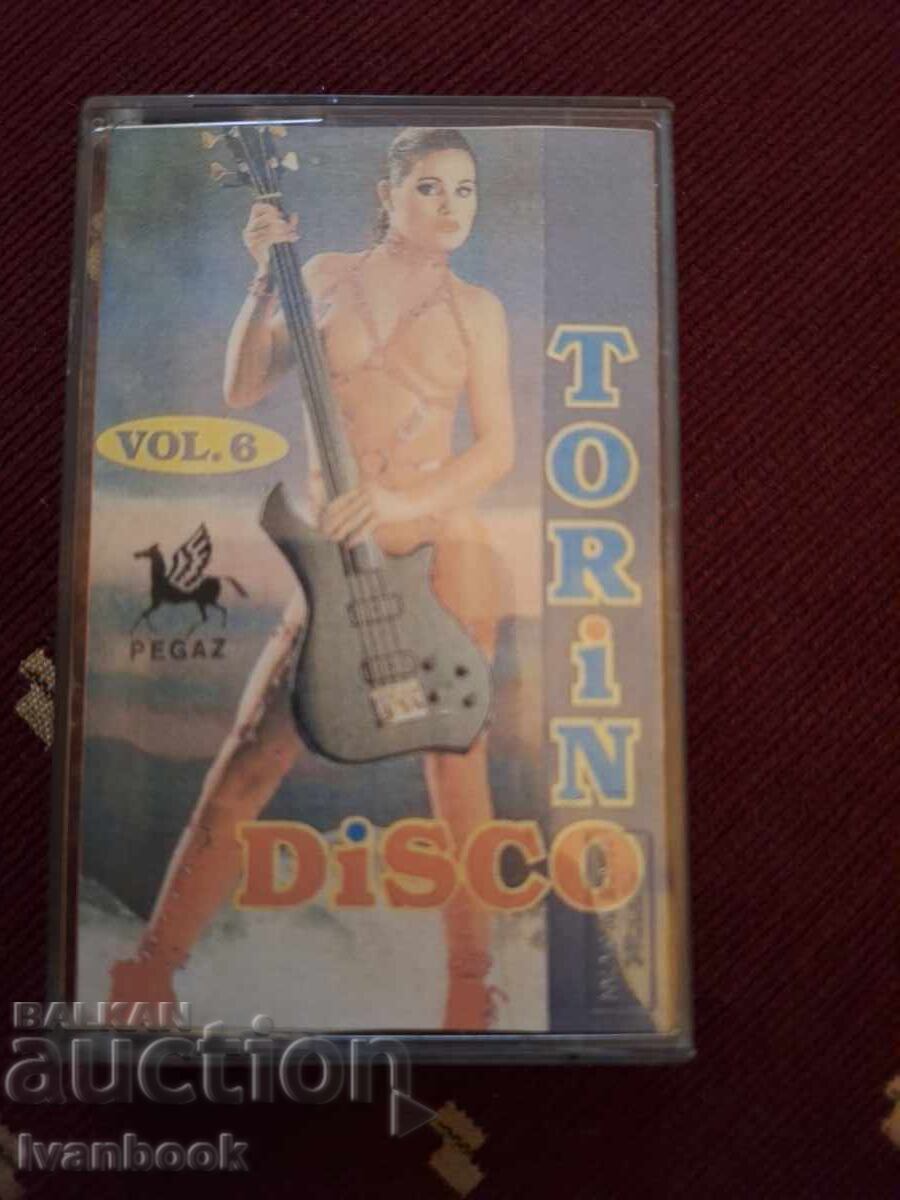 TORiNO
VOL. 6
PEGAZ
DiSCO
BALKAN
auction
Ivanbook